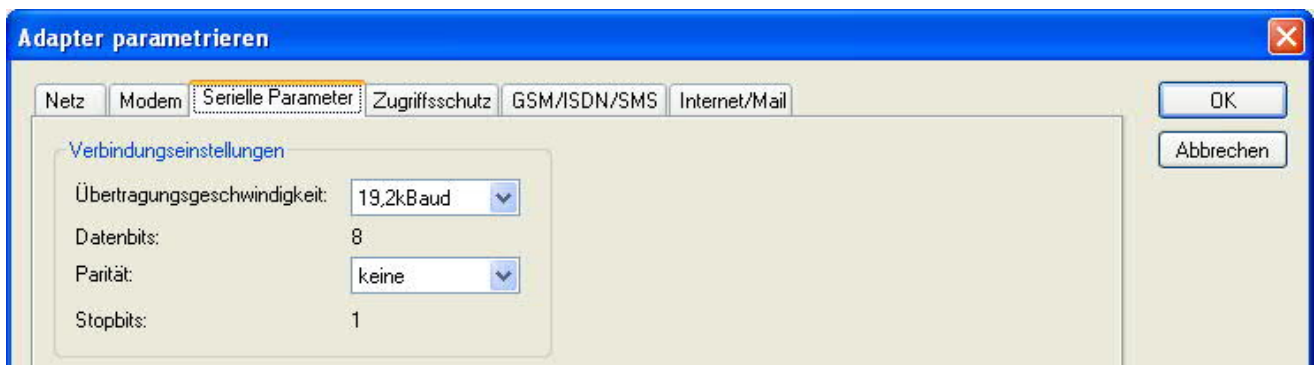 Adapter parametrieren
Netz Modem Serielle Parameter Zugriffsschutz GSM/ISDN/SMS Internet/Mail
OK
Abbrechen
Verbindungseinstellungen
Übertragungsgeschwindigkeit: 19,2kBaud
Datenbits: 8
Parität: keine
Stopbits: 1